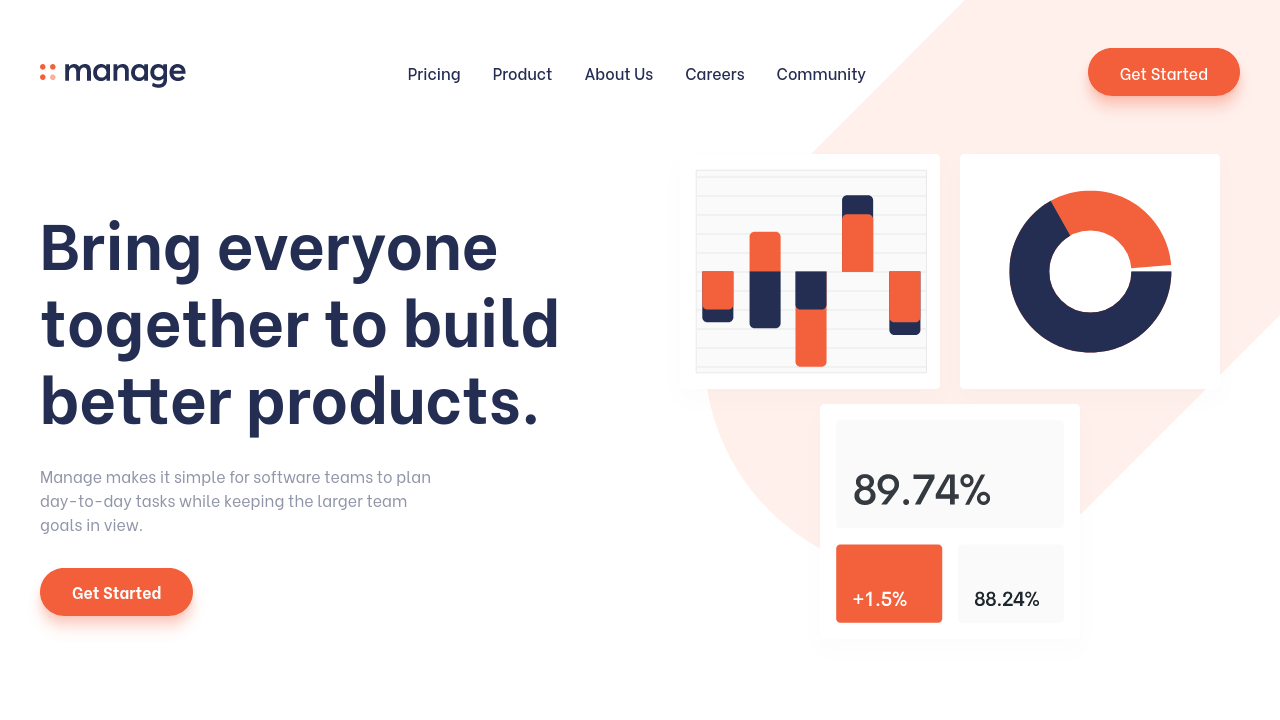 manage
Pricing
Product
About Us
Careers
Community
Get Started
Bring everyone
together to build
better products.
Manage makes it simple for software teams to plan
day-to-day tasks while keeping the larger team
goals in view.
Get Started
89.74%
+1.5%
88.24%